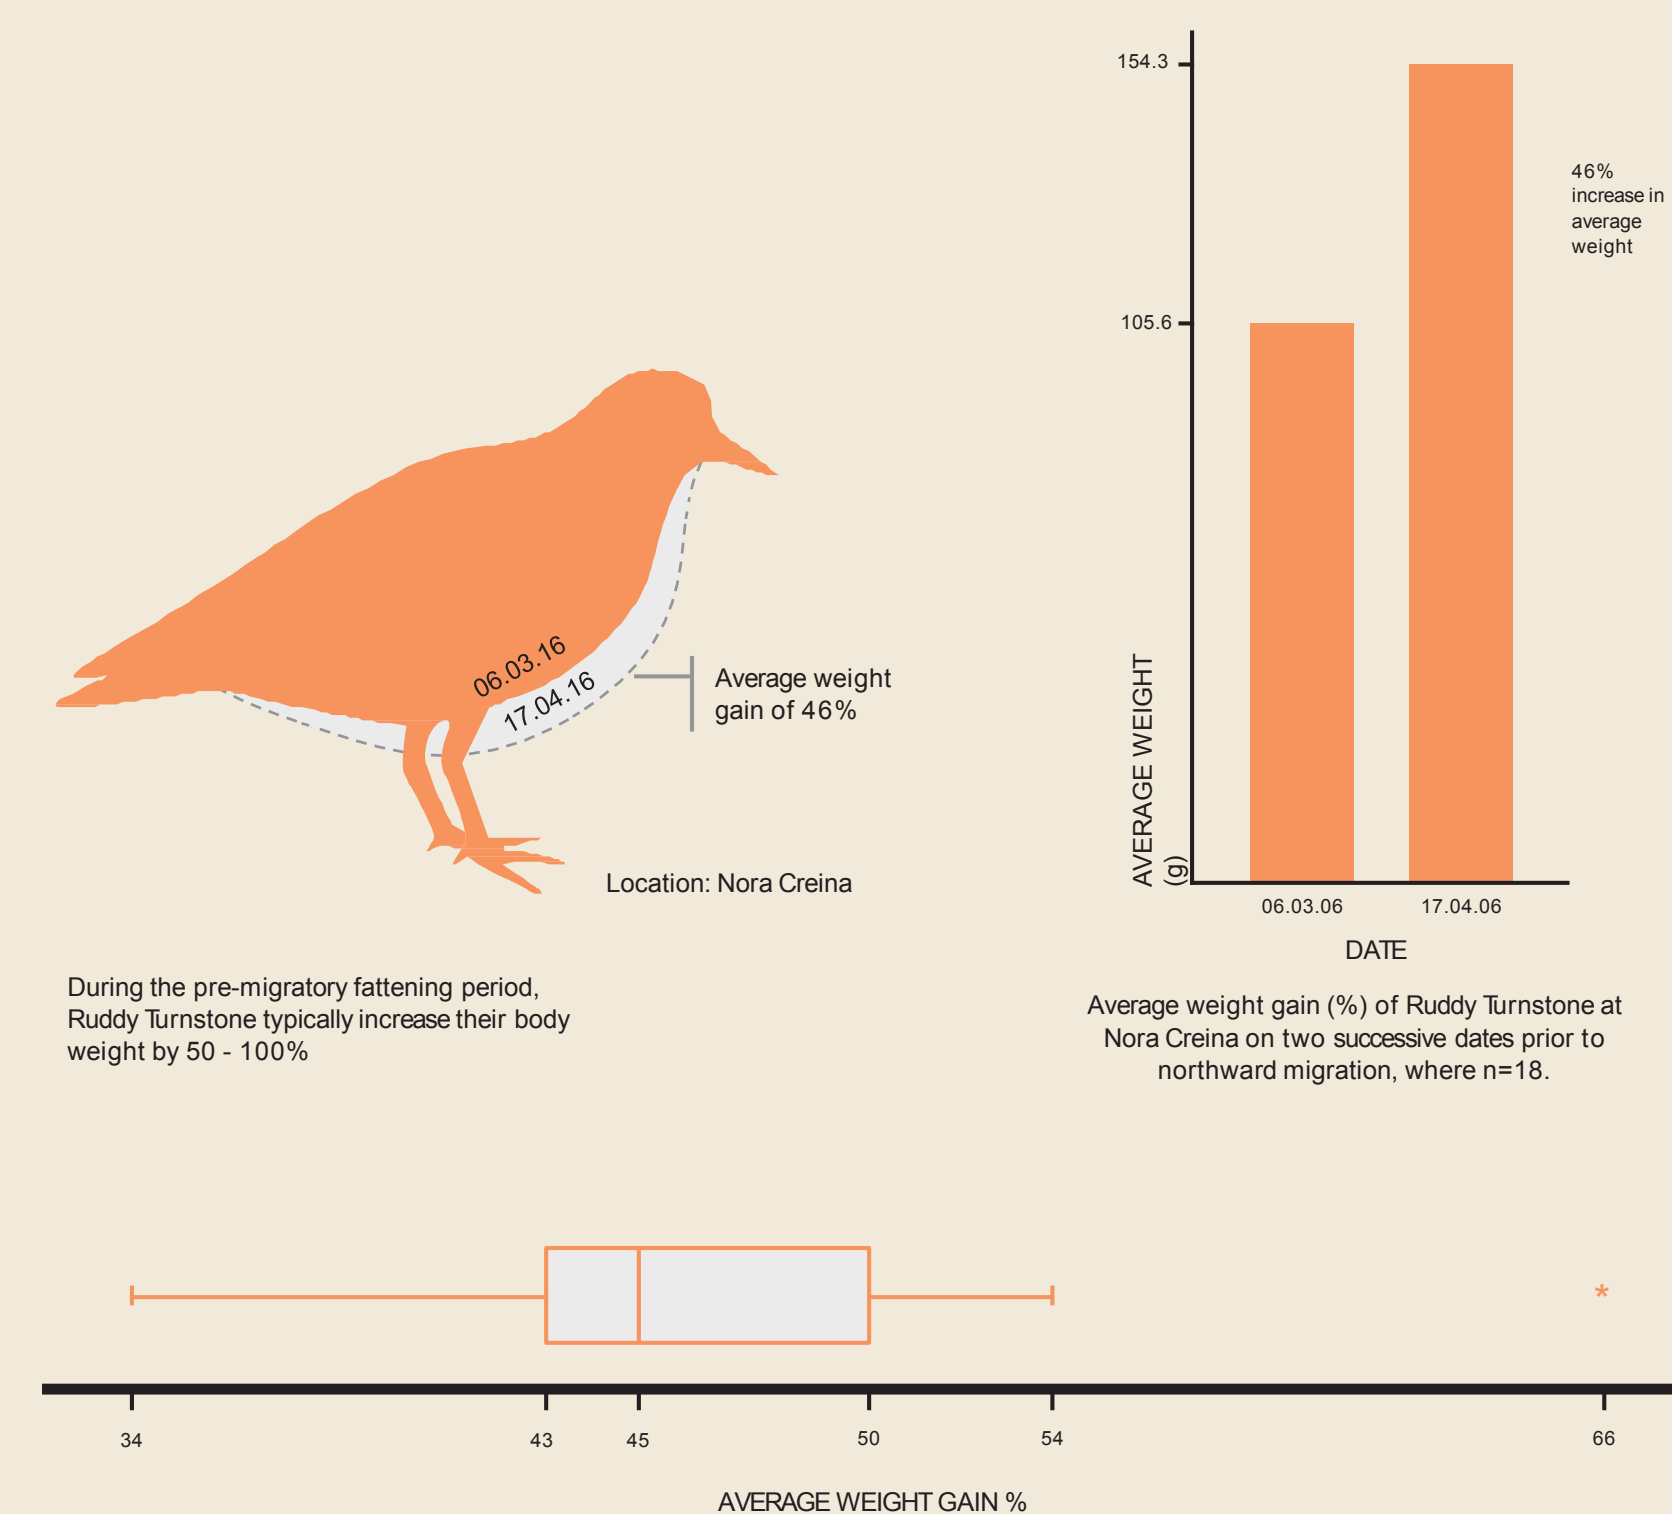 154.3
46%
increase in
average
weight
105.6
AVERAGE WEIGHT
(g)
06.03.06
17.04.06
DATE
06.03.16
17.04.16
Average weight
gain of 46%
Location: Nora Creina
During the pre-migratory fattening period,
Ruddy Turnstone typically increase their body
weight by 50 - 100%
Average weight gain (%) of Ruddy Turnstone at
Nora Creina on two successive dates prior to
northward migration, where n=18.
*
34
43
45
50
54
66
AVERAGE WEIGHT GAIN %